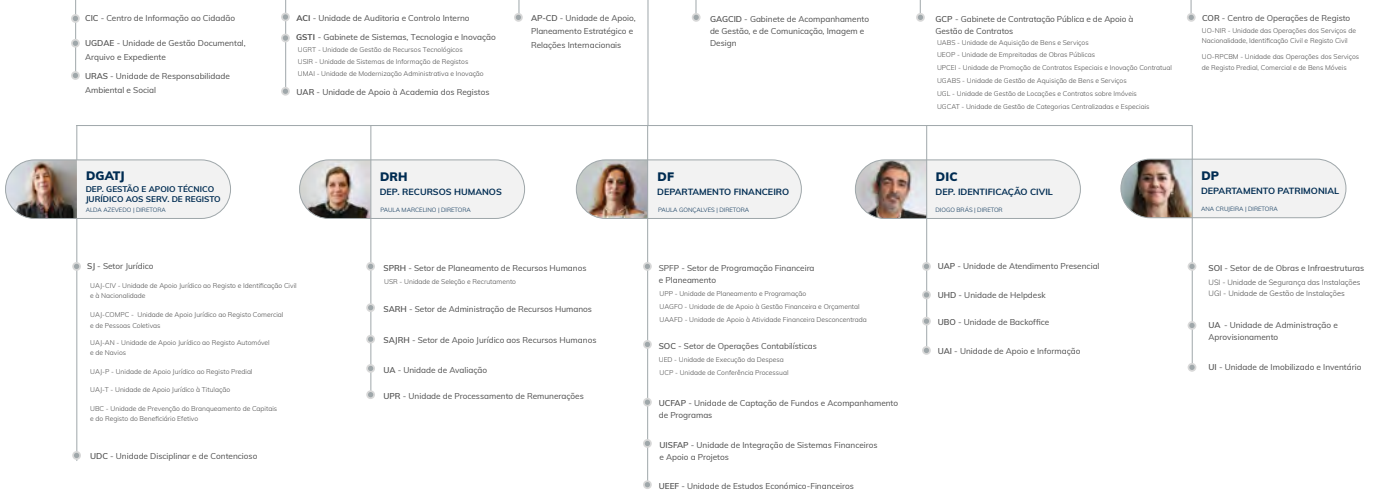 CIC - Centro de Informação ao Cidadão
UGDAE - Unidade de Gestão Documental,
Arquivo e Expediente
URAS - Unidade de Responsabilidade
Ambiental e Social
ACI - Unidade de Auditoria e Controlo Interno
GSTI - Gabinete de Sistemas, Tecnologia e Inovação
UGRT - Unidade de Gestão de Recursos Tecnológicos
USIR - Unidade de Sistemas de Informação de Registos
UMAI - Unidade de Modernização Administrativa e Inovação
UAR - Unidade de Apoio à Academia dos Registos
AP-CD - Unidade de Apoio,
Planeamento Estratégico e
Relações Internacionais
GAGCID - Gabinete de Acompanhamento
de Gestão, e de Comunicação, Imagem e
Design
GCP - Gabinete de Contratação Pública e de Apoio à
Gestão de Contratos
UABS - Unidade de Aquisição de Bens e Serviços
UEOP - Unidade de Empreitadas de Obras Públicas
UPCEI - Unidade de Promoção de Contratos Especiais e Inovação Contratual
UGABS - Unidade de Gestão de Aquisição de Bens e Serviços
UGL - Unidade de Gestão de Locações e Contratos sobre Imóveis
UGCAT - Unidade de Gestão de Categorias Centralizadas e Especiais
COR - Centro de Operações de Registo
UO-NIR - Unidade das Operações dos Serviços de
Nacionalidade, Identificação Civil e Registo Civil
UO-RPCBM - Unidade das Operações dos Serviços
de Registo Predial, Comercial e de Bens Móveis
DGATJ
DEP. GESTÃO E APOIO TÉCNICO
JURÍDICO AOS SERV. DE REGISTO
ALDA AZEVEDO | DIRETORA
DRH
DEP. RECURSOS HUMANOS
PAULA MARCELINO | DIRETORA
DF
DEPARTAMENTO FINANCEIRO
PAULA GONÇALVES | DIRETORA
DIC
DEP. IDENTIFICAÇÃO CIVIL
DIOGO BRÁS | DIRETOR
DP
DEPARTAMENTO PATRIMONIAL
ANA CRUJEIRA | DIRETORA
SJ - Setor Jurídico
UAJ-CIV - Unidade de Apoio Jurídico ao Registo e Identificação Civil
e à Nacionalidade
UAJ-COMPC - Unidade de Apoio Jurídico ao Registo Comercial
e de Pessoas Coletivas
UAJ-AN - Unidade de Apoio Jurídico ao Registo Automóvel
e de Navios
UAJ-P - Unidade de Apoio Jurídico ao Registo Predial
UAJ-T - Unidade de Apoio Jurídico à Titulação
UBC - Unidade de Prevenção do Branqueamento de Capitais
e do Registo do Beneficiário Efetivo
UDC - Unidade Disciplinar e de Contencioso
SPRH - Setor de Planeamento de Recursos Humanos
USR - Unidade de Seleção e Recrutamento
SARH - Setor de Administração de Recursos Humanos
SAJRH - Setor de Apoio Jurídico aos Recursos Humanos
UA - Unidade de Avaliação
UPR - Unidade de Processamento de Remunerações
SPFP - Setor de Programação Financeira
e Planeamento
UPP - Unidade de Planeamento e Programação
UAGFO - Unidade de de Apoio à Gestão Financeira e Orçamental
UAAFD - Unidade de Apoio à Atividade Financeira Desconcentrada
SOC - Setor de Operações Contabilísticas
UED - Unidade de Execução da Despesa
UCP - Unidade de Conferência Processual
UCFAP - Unidade de Captação de Fundos e Acompanhamento
de Programas
UISFAP - Unidade de Integração de Sistemas Financeiros
e Apoio a Projetos
UEEF - Unidade de Estudos Económico-Financeiros
UAP - Unidade de Atendimento Presencial
UHD - Unidade de Helpdesk
UBO - Unidade de Backoffice
UAI - Unidade de Apoio e Informação
SOI - Setor de de Obras e Infraestruturas
USI - Unidade de Segurança das Instalações
UGI - Unidade de Gestão de Instalações
UA - Unidade de Administração e
Aprovisionamento
UI - Unidade de Imobilizado e Inventório